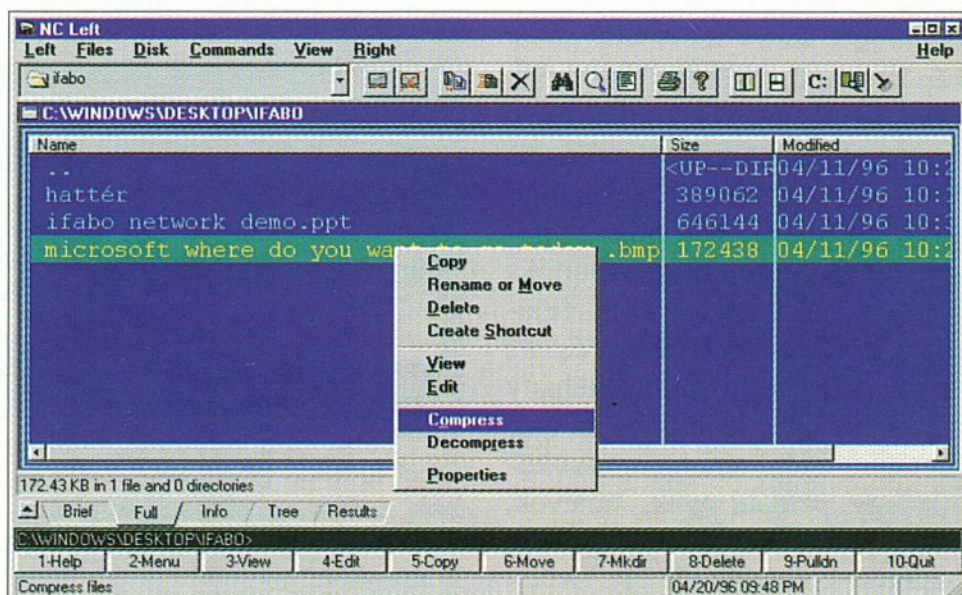 NC Left
Left Files Disk Commands View Right Help
ifabo C:
C:\WINDOWS\DESKTOP\IFABO
Name Size Modified
.. <UP--DIR 04/11/96 10:2
hattér 389062 04/11/96 10:
ifabo network demo.ppt 646144 04/11/96 10:3
microsoft where do you .bmp 172438 04/11/96 10:2
Copy
Rename or Move
Delete
Create Shortcut
View
Edit
Compress
Decompress
Properties
172.43 KB in 1 file and 0 directories
Brief Full Info Tree Results
C:\WINDOWS\DESKTOP\IFABO>
1-Help 2-Menu 3-View 4-Edit 5-Copy 6-Move 7-Mkdir 8-Delete 9-Pulldn 10-Quit
Compress files 04/20/96 09:48 PM